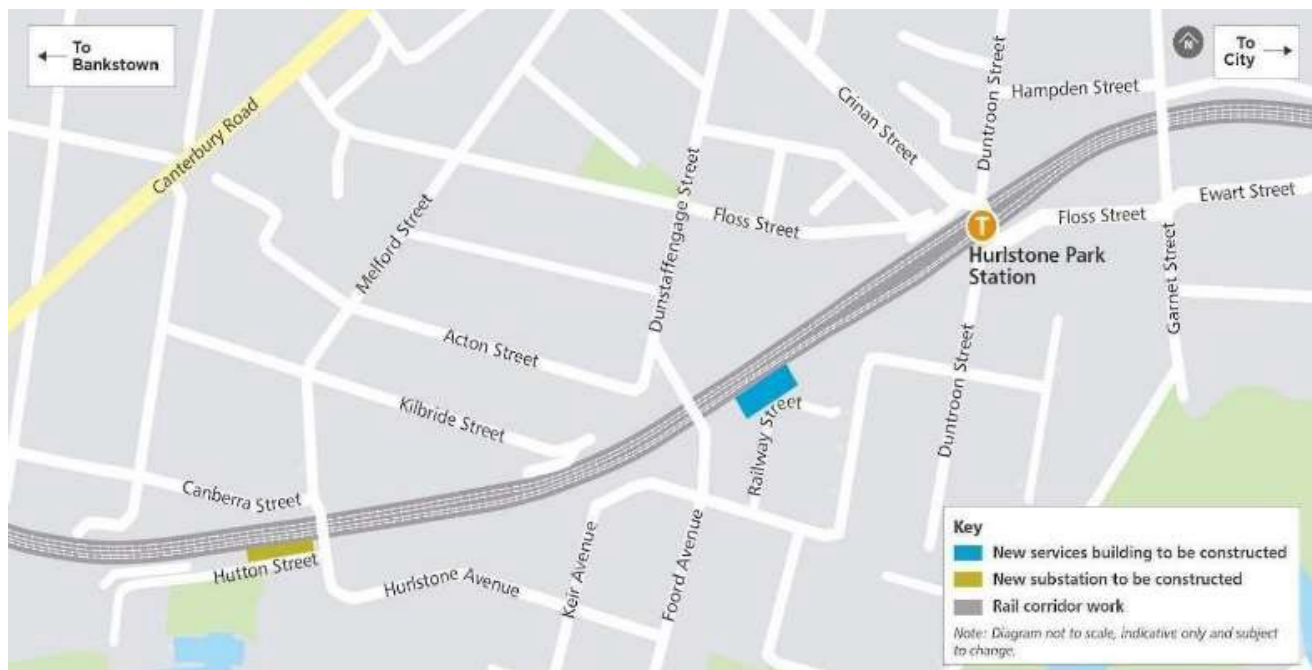 To
Bankstown
N
To
City
Hampden Street
Duntroon Street
Crinan Street
Canterbury Road
Ewart Street
Floss Street
Floss Street
T
Hurlstone Park
Station
Melford Street
Dunstaffengage Street
Garnet Street
Acton Street
Kilbride Street
Railway Street
Duntroon Street
Canberra Street
Hutton Street
Hurlstone Avenue
Keir Avenue
Foord Avenue
Key
New services building to be constructed
New substation to be constructed
Rail corridor work
Note: Diagram not to scale, indicative only and subject
to change.